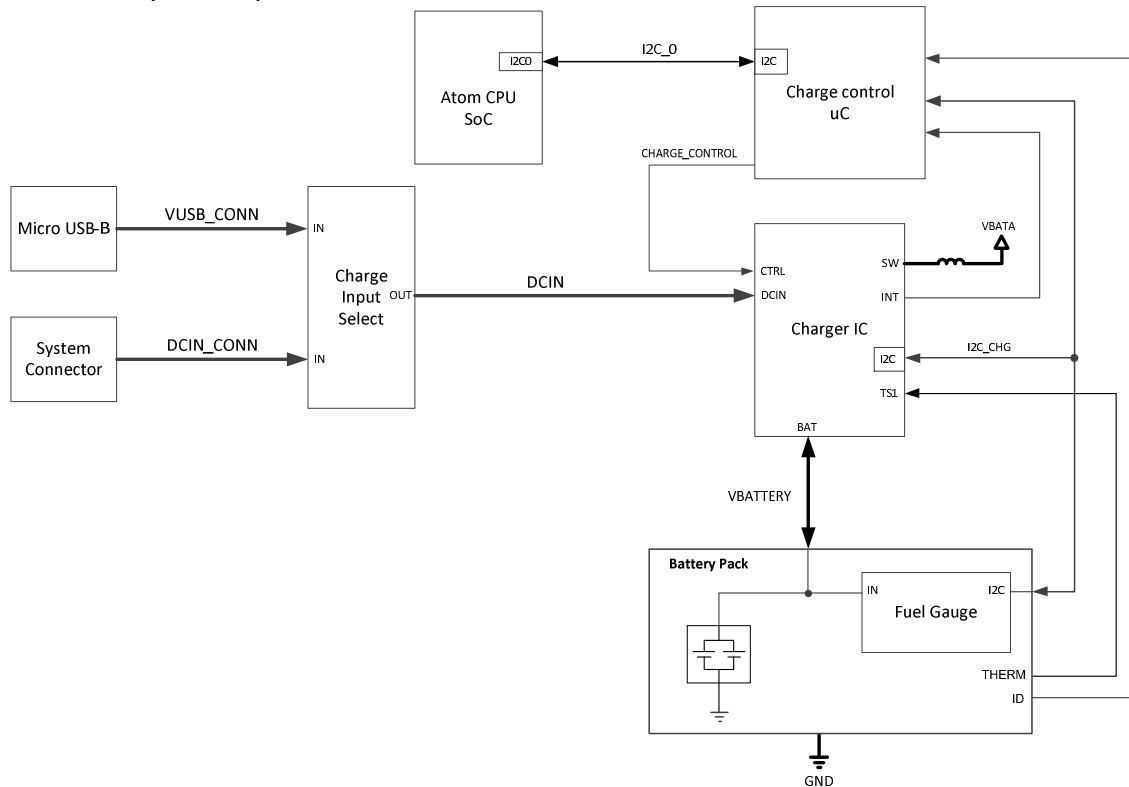 I2C0
I2C_0
I2C
Atom CPU
SoC
Charge control
uC
CHARGE_CONTROL
Micro USB-B
VUSB_CONN
IN
Charge
Input
Select
OUT
DCIN
System
Connector
DCIN_CONN
IN
CTRL
DCIN
Charger IC
SW
VBATA
INT
I2C
I2C_CHG
TS1
BAT
VBATTERY
Battery Pack
IN
I2C
Fuel Gauge
THERM
ID
GND